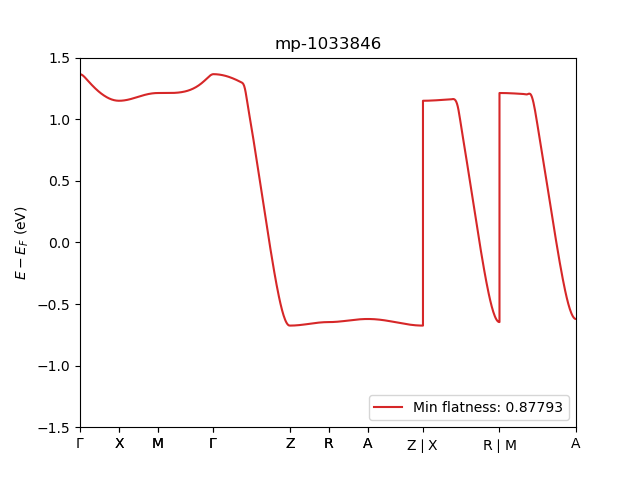 mp-1033846
1.5
1.0
0.5
0.0
−0.5
−1.0
−1.5
E − E_F (eV)
Min flatness: 0.87793
Γ X M Γ Z R A Z | X R | M A